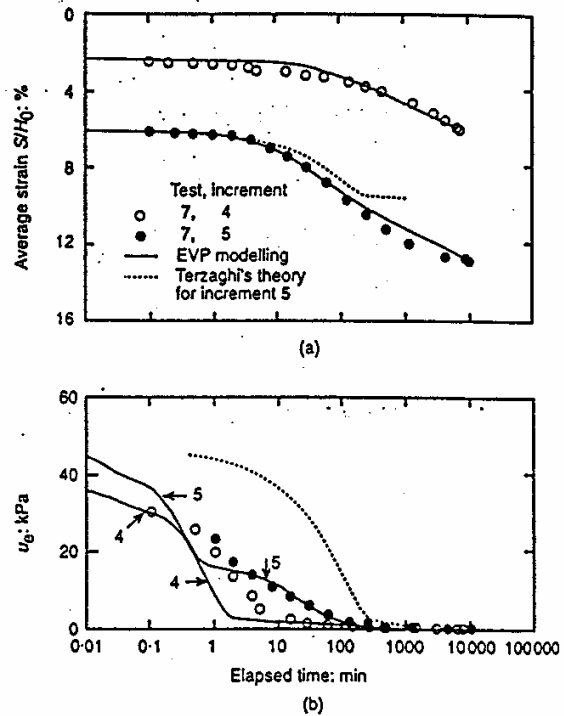 0
4
8
12
16
Average strain S/H0: %
Test, increment
7, 4
7, 5
EVP modelling
Terzaghi's theory
for increment 5
(a)
60
40
20
0
ue: kPa
5
4
5
4
0·01 0·1 1 10 100 1000 10000 100000
Elapsed time: min
(b)